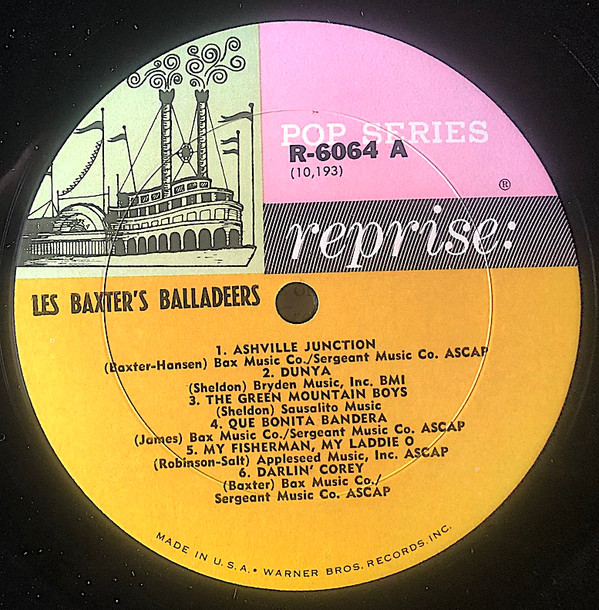 POP SERIES
R-6064 A
(10,193)
®
reprise:
LES BAXTER'S BALLADEERS
1. ASHVILLE JUNCTION
(Baxter-Hansen) Bax Music Co./Sergeant Music Co. ASCAP
2. DUNYA
(Sheldon) Bryden Music, Inc. BMI
3. THE GREEN MOUNTAIN BOYS
(Sheldon) Sausalito Music
4. QUE BONITA BANDERA
(James) Bax Music Co./Sergeant Music Co. ASCAP
5. MY FISHERMAN, MY LADDIE O
(Robinson-Salt) Appleseed Music, Inc. ASCAP
6. DARLIN' COREY
(Baxter) Bax Music Co./
Sergeant Music Co. ASCAP
MADE IN U.S.A. • WARNER BROS. RECORDS, INC.